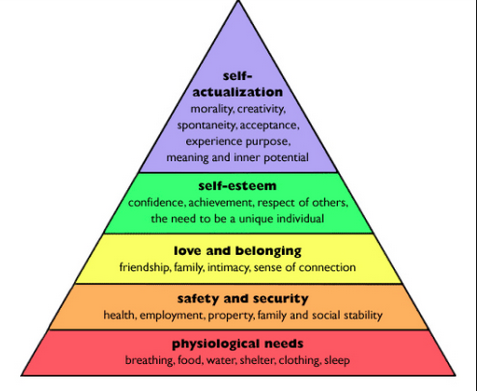 self-
actualization
morality, creativity,
spontaneity, acceptance,
experience purpose,
meaning and inner potential
self-esteem
confidence, achievement, respect of others,
the need to be a unique individual
love and belonging
friendship, family, intimacy, sense of connection
safety and security
health, employment, property, family and social stability
physiological needs
breathing, food, water, shelter, clothing, sleep